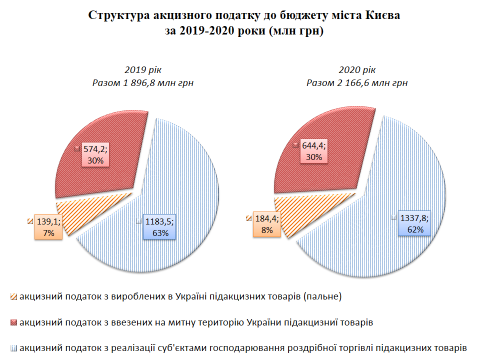 Структура акцизного податку до бюджету міста Києва
за 2019-2020 роки (млн грн)
2019 рік
Разом 1 896,8 млн грн
2020 рік
Разом 2 166,6 млн грн
574,2;
30%
139,1;
7%
1183,5;
63%
644,4;
30%
184,4;
8%
1337,8;
62%
акцизний податок з вироблених в Україні підакцизних товарів (пальне)
акцизний податок з ввезених на митну територію України підакцизної товарів
акцизний податок з реалізації суб'єктами господарювання роздрібної торгівлі підакцизних товарів